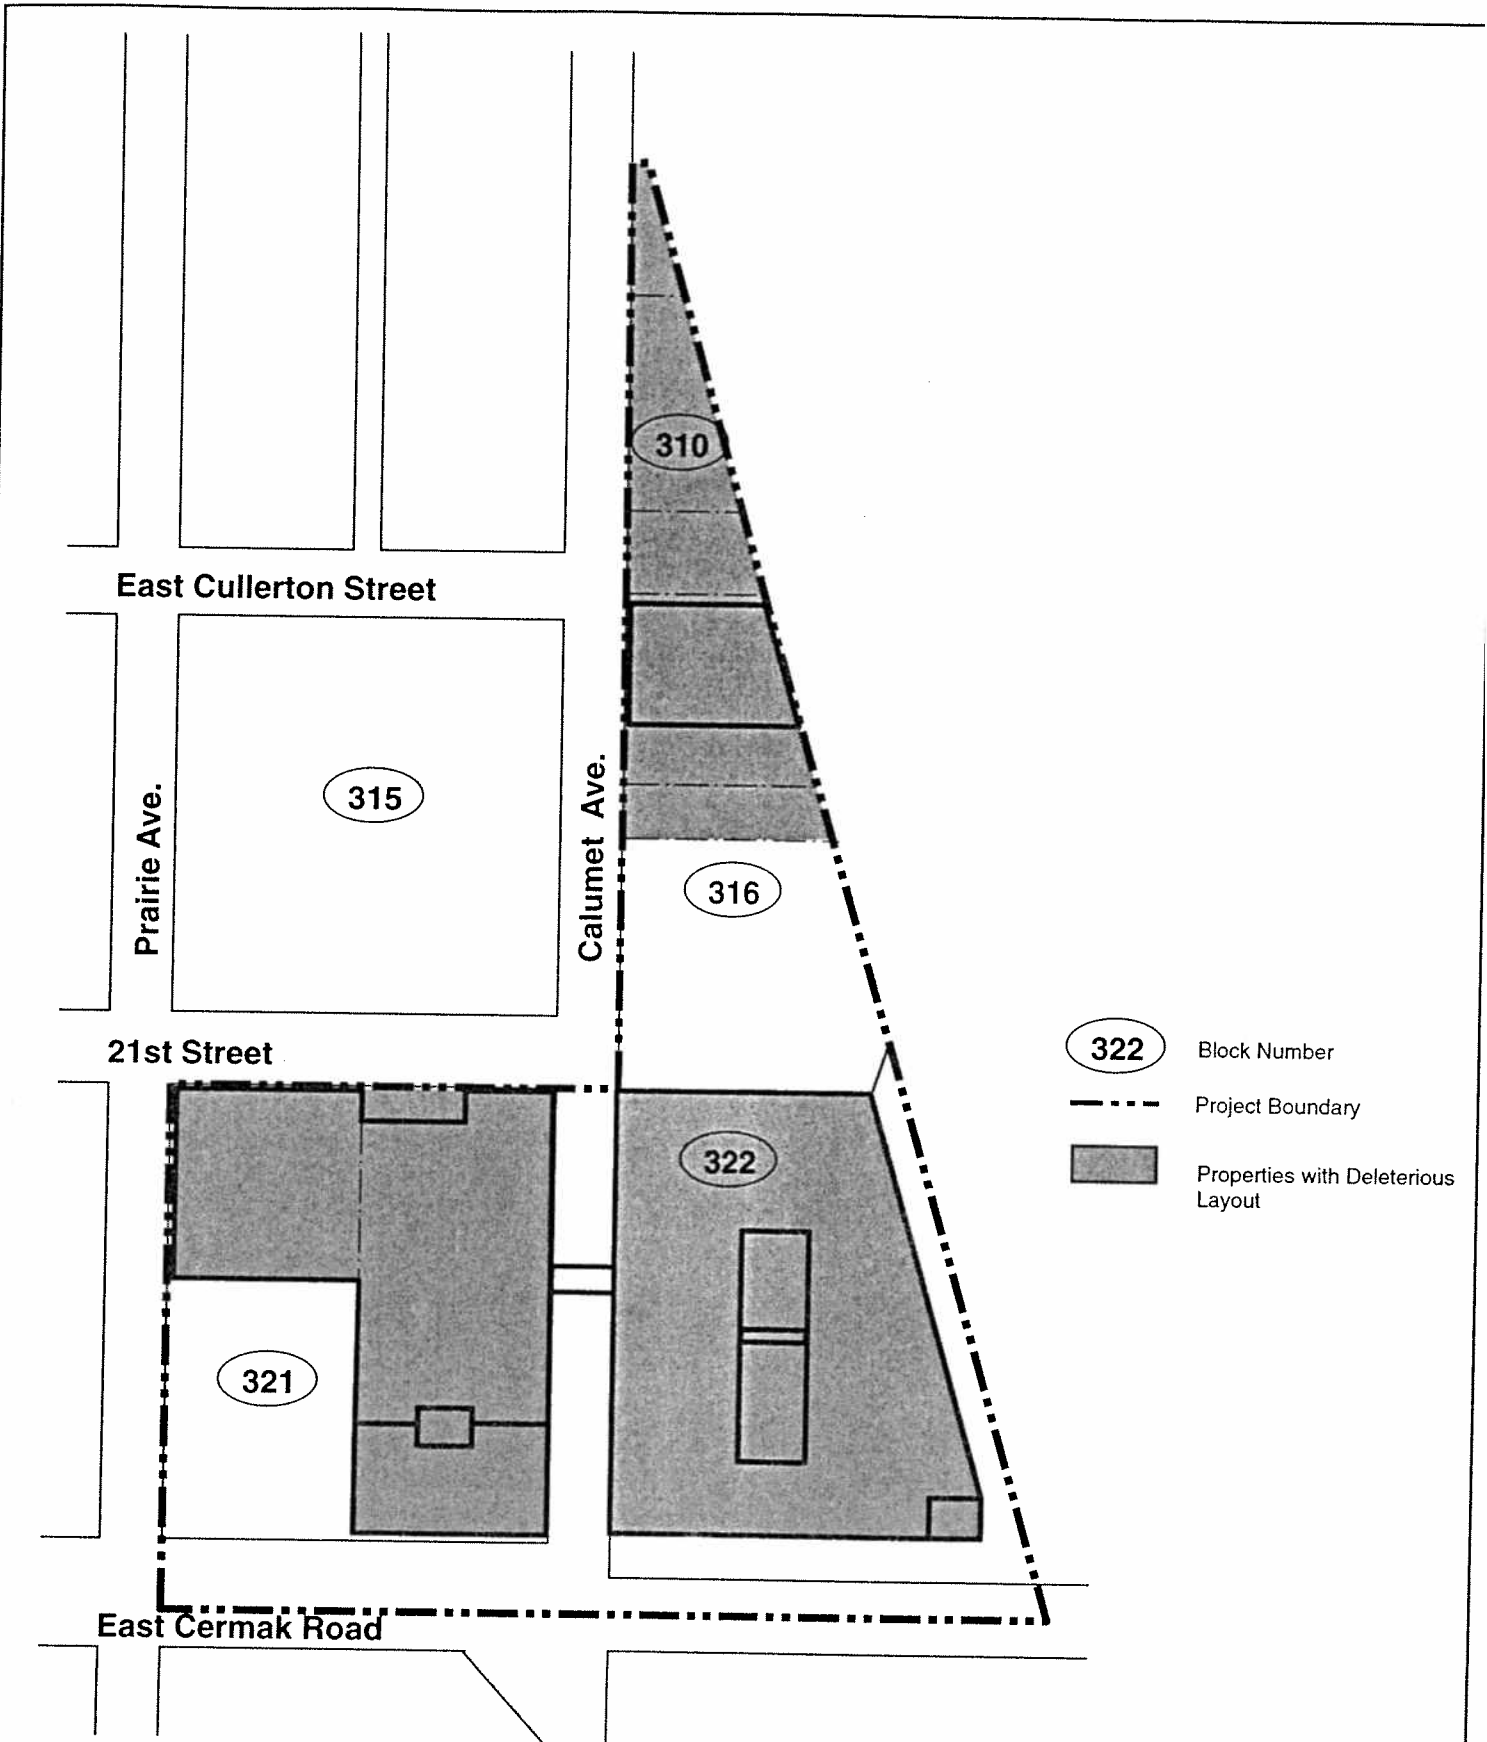 310
East Cullerton Street
315
Prairie Ave.
Calumet Ave.
316
21st Street
322
Block Number
Project Boundary
322
Properties with Deleterious
Layout
321
East Cermak Road